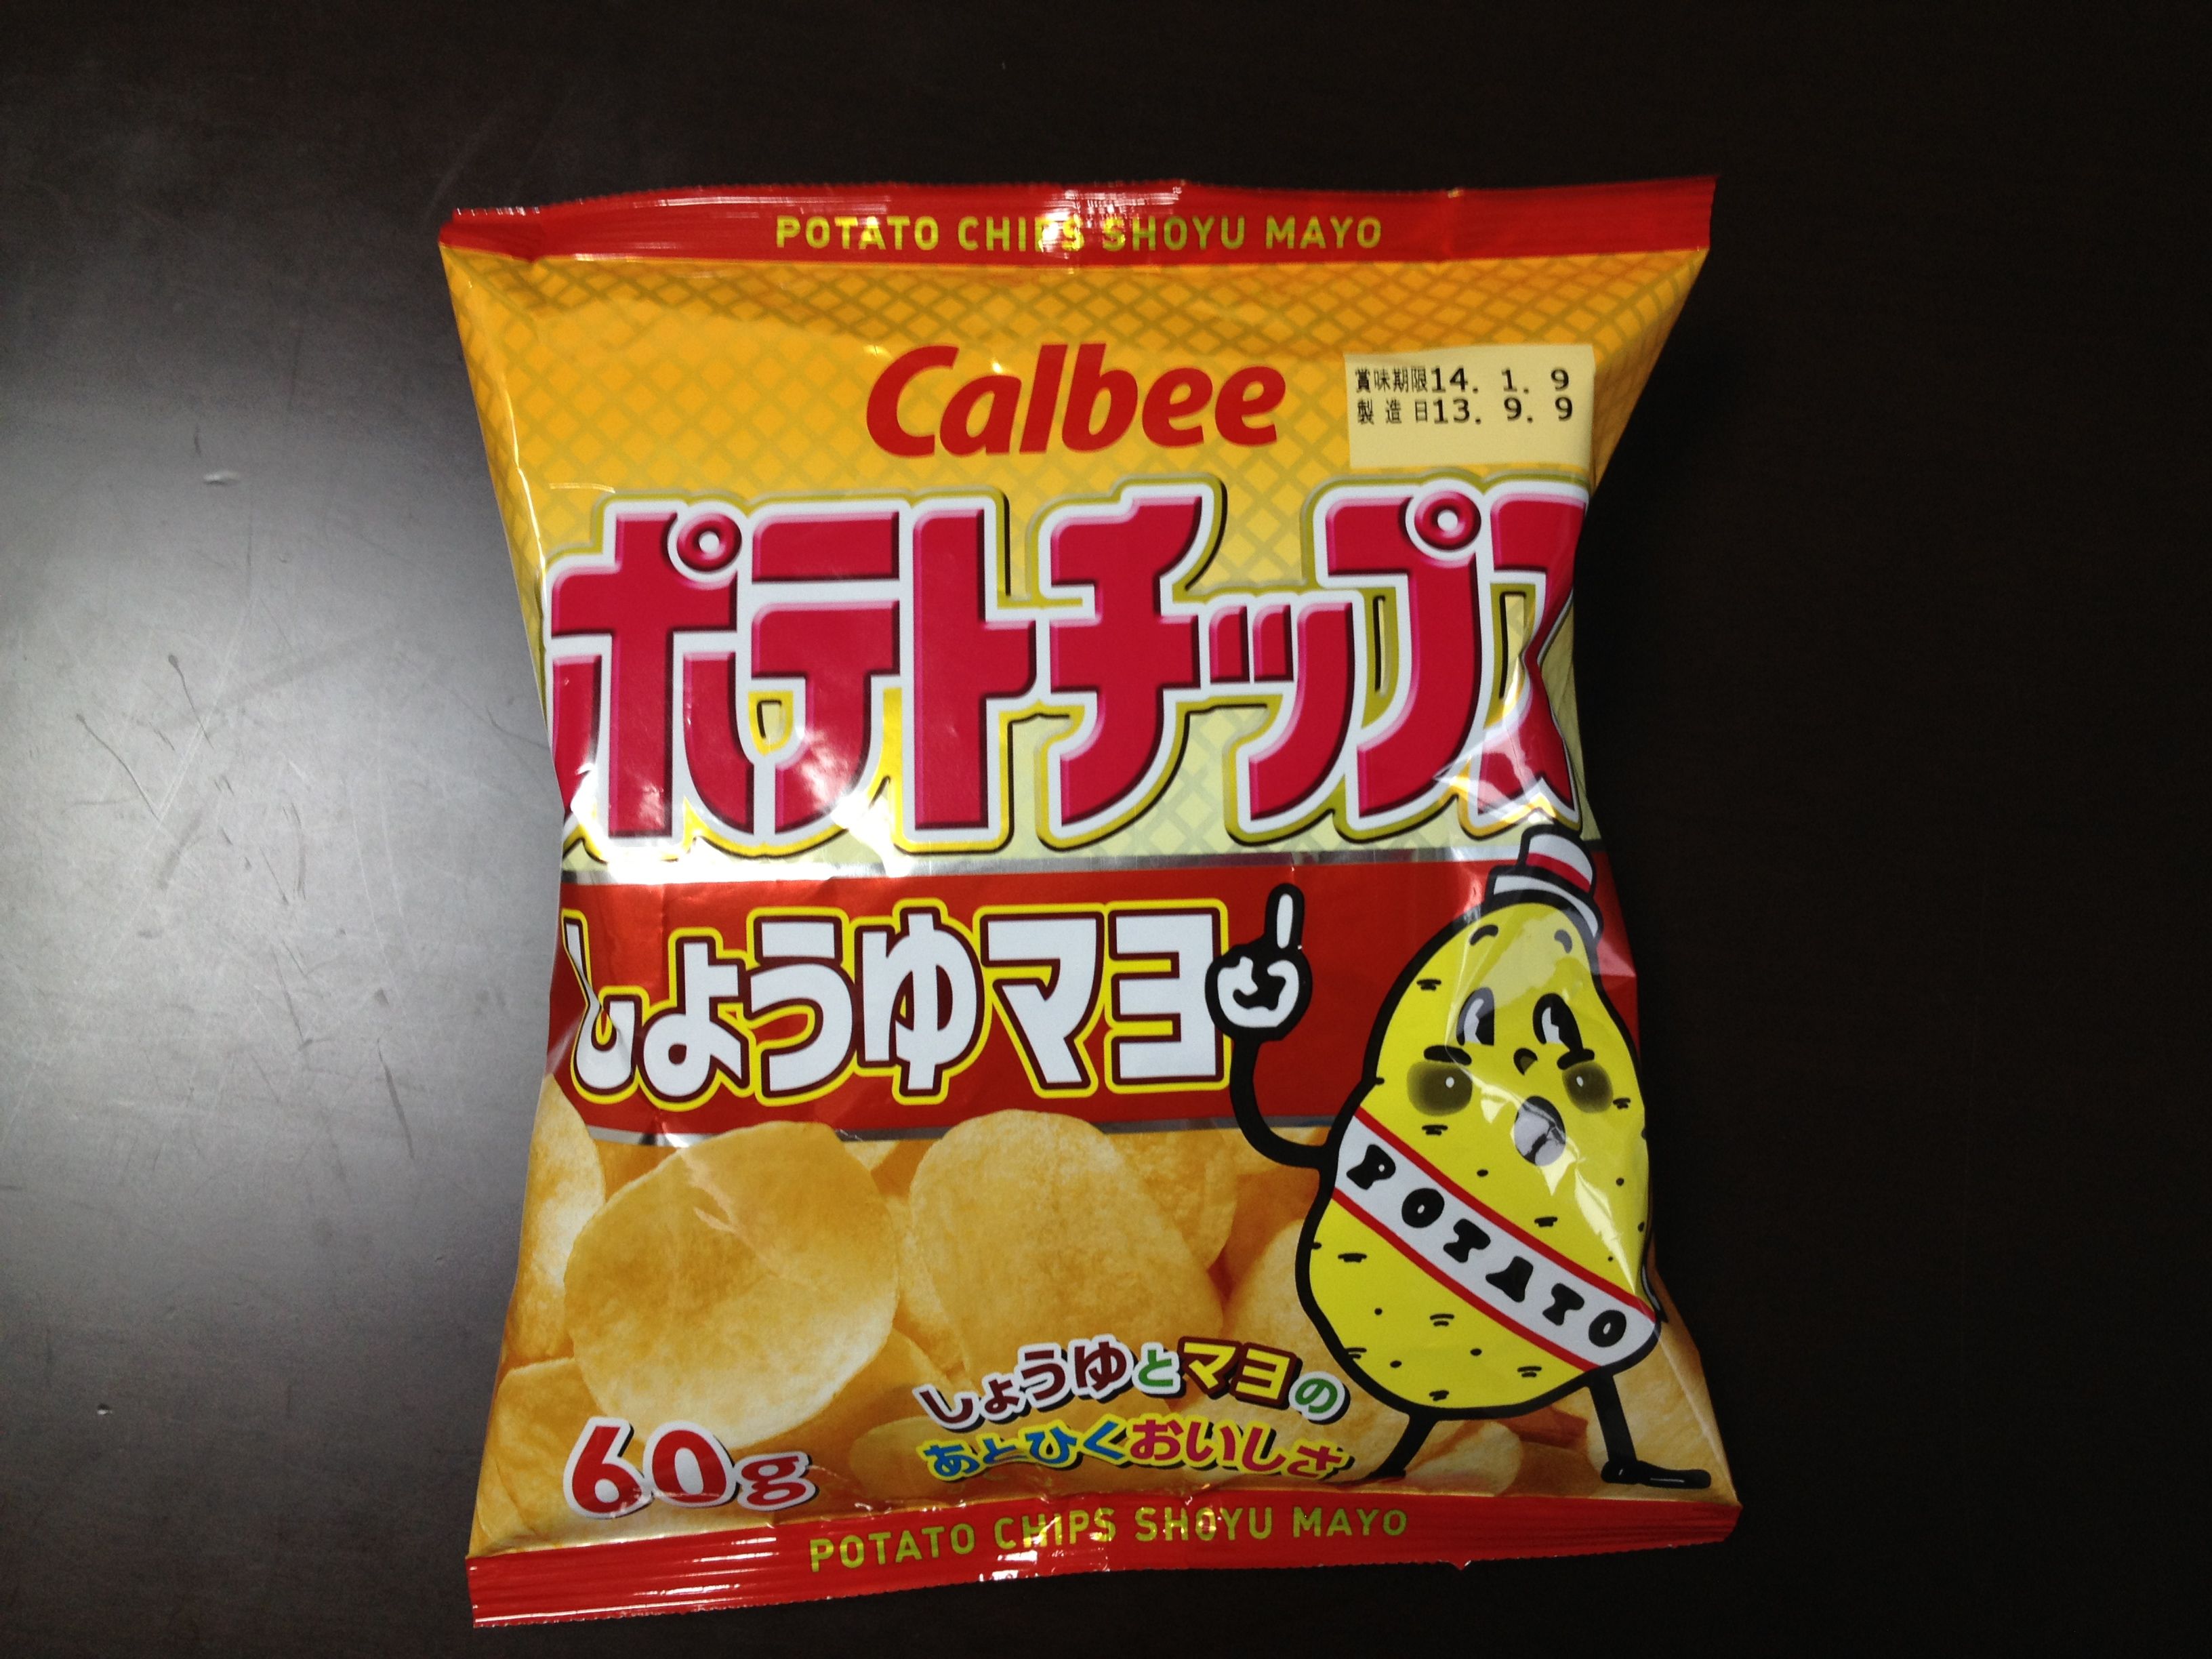 POTATO CHIPS SHOYU MAYO
Calbee
賞味期限14. 1. 9
製造日13. 9. 9
ポテトチップス
しょうゆマヨ
POTATO
しょうゆとマヨの
あとひくおいしさ
60g
POTATO CHIPS SHOYU MAYO